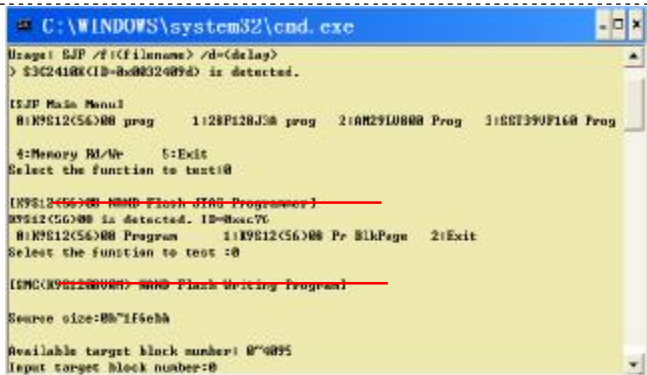 C:\WINDOWS\system32\cmd.exe
Usage: SJF /f:<filename> /d=<delay>
> S3C2410X(ID=0x0032409d) is detected.
[SJF Main Menu]
0:K9S12(56)08 prog 1:28F128J3A prog 2:AM29LV800 Prog 3:SST39VF160 Prog
4:Memory Rd/Wr 5:Exit
Select the function to test:0
[K9S12(56)08 NAND Flash JTAG Programmer]
K9S12(56)08 is detected. ID=0xec76
0:K9S12(56)08 Program 1:K9S12(56)08 Pr BlkPage 2:Exit
Select the function to test :0
[SMC(K9S1208V0M) NAND Flash Writing Program]
Source size:0h~1f6ebh
Available target block number: 0~4095
Input target block number:0